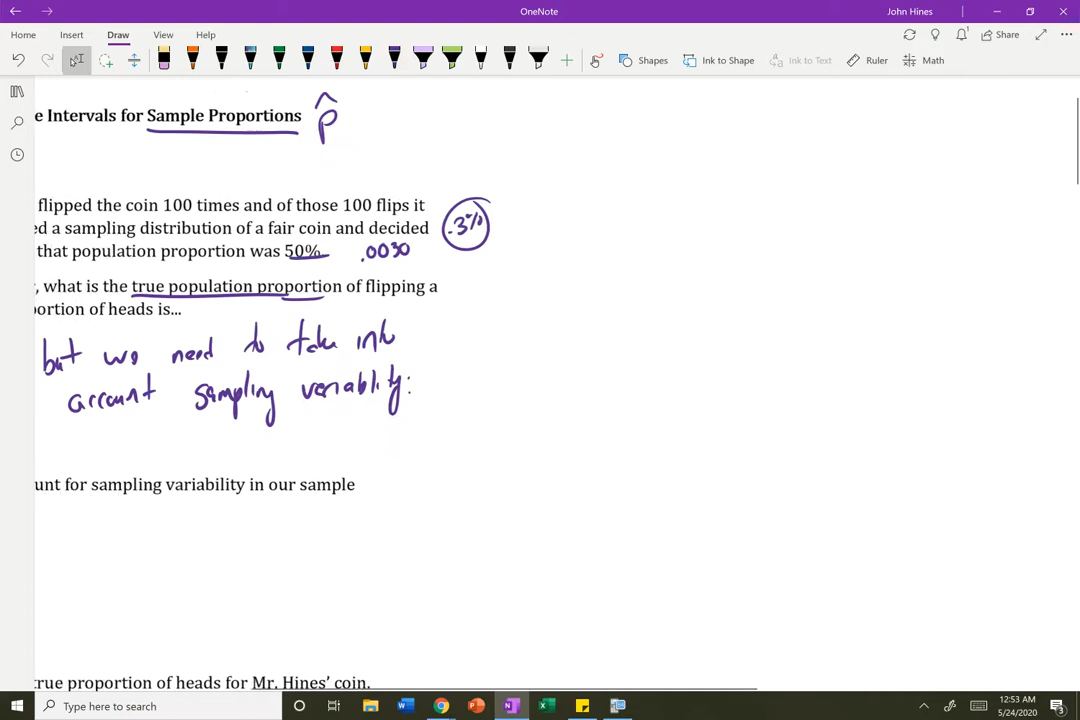 OneNote
John Hines
Home Insert Draw View Help
Share
Shapes Ink to Shape Ink to Text Ruler Math
e Intervals for Sample Proportions p̂
flipped the coin 100 times and of those 100 flips it
ed a sampling distribution of a fair coin and decided .3%
that population proportion was 50%. .0030
, what is the true population proportion of flipping a
portion of heads is...
but we need to take into
account sampling variability:
unt for sampling variability in our sample
true proportion of heads for Mr. Hines’ coin.
Type here to search
12:53 AM
5/24/2020
3